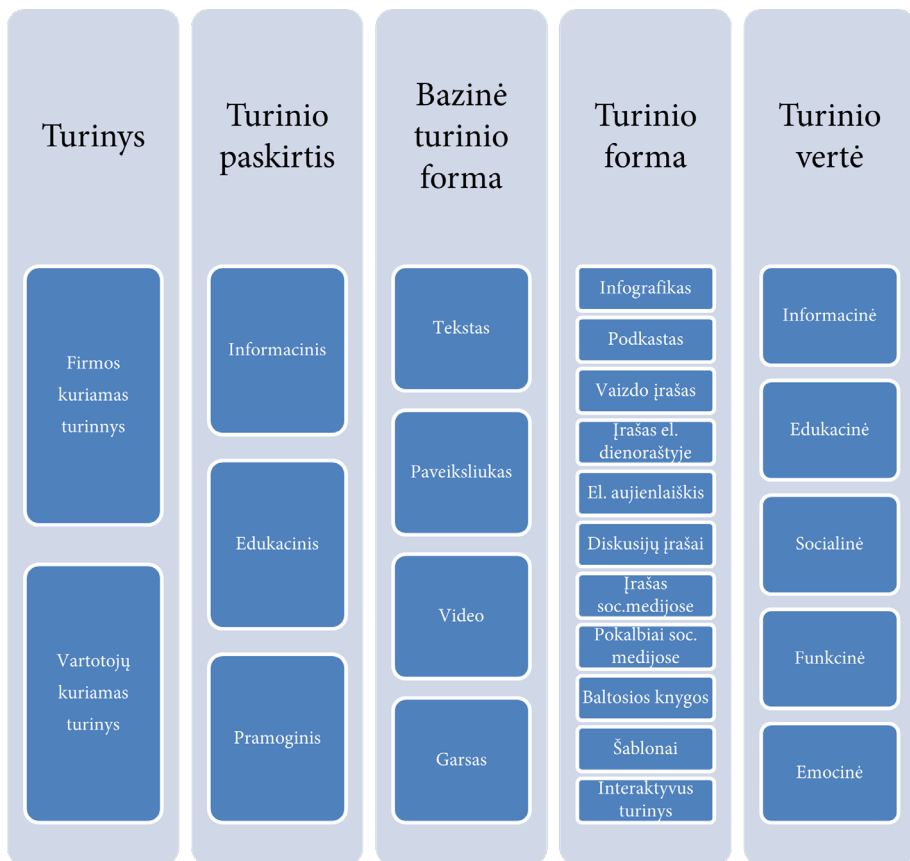 Turinys
Firmos
kuriamas
turinnys
Vartotojų
kuriamas
turinys
Turinio
paskirtis
Informacinis
Edukacinis
Pramoginis
Bazinė
turinio
forma
Tekstas
Paveiksliukas
Video
Garsas
Turinio
forma
Infografikas
Podkastas
Vaizdo įrašas
Įrašas el.
dienoraštyje
El. aujienlaiškis
Diskusijų įrašai
Įrašas
soc.medijose
Pokalbiai soc.
medijose
Baltosios knygos
Šablonai
Interaktyvus
turinys
Turinio
vertė
Informacinė
Edukacinė
Socialinė
Funkcinė
Emocinė